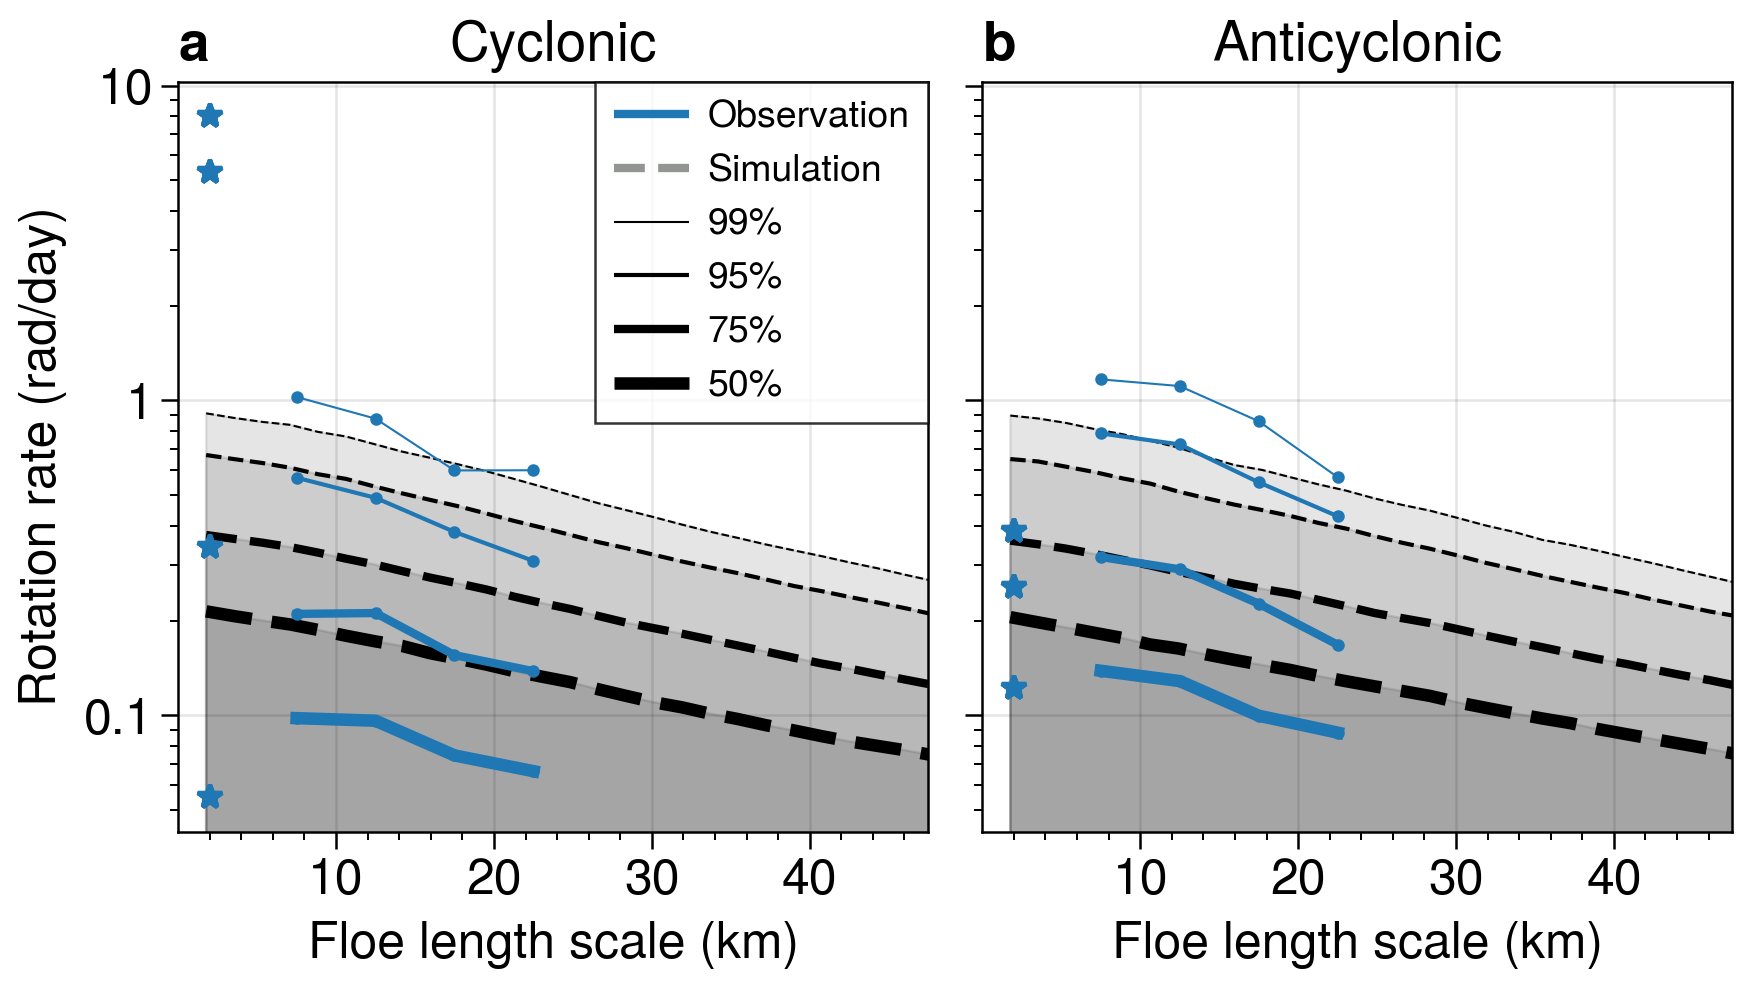 a Cyclonic
b Anticyclonic
Rotation rate (rad/day)
10
1
0.1
Observation
Simulation
99%
95%
75%
50%
10 20 30 40
10 20 30 40
Floe length scale (km)
Floe length scale (km)